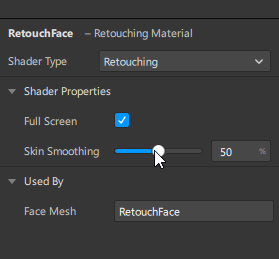 RetouchFace – Retouching Material
Shader Type Retouching
Shader Properties
Full Screen
Skin Smoothing 50 %
Used By
Face Mesh RetouchFace